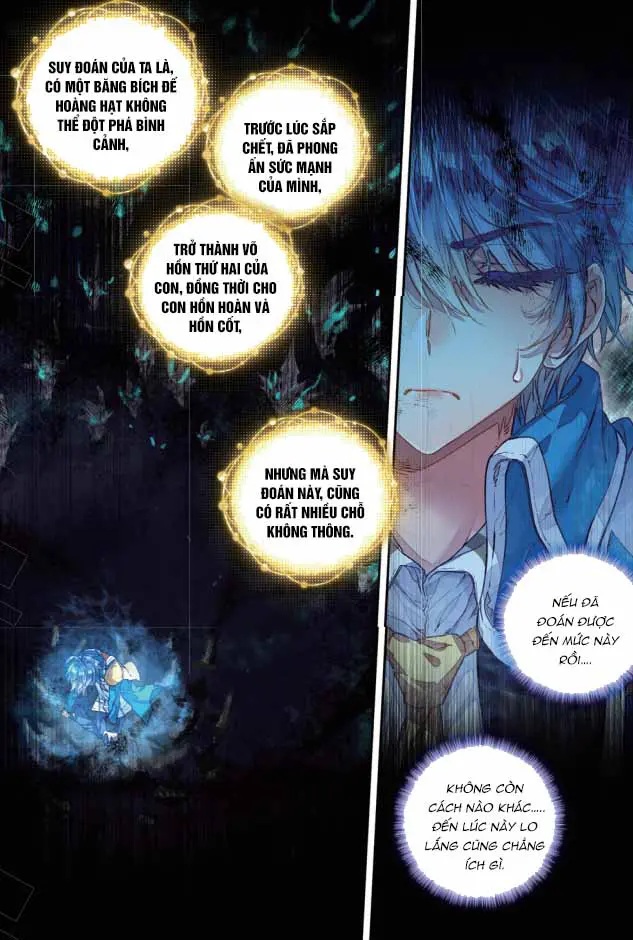 SUY ĐOÁN CỦA TA LÀ,
CÓ MỘT BĂNG BÍCH ĐẾ
HOÀNG HẠT KHÔNG
THỂ ĐỘT PHÁ BÌNH
CẢNH,
TRƯỚC LÚC SẮP
CHẾT, ĐÃ PHONG
ẤN SỨC MẠNH
CỦA MÌNH,
TRỞ THÀNH VÕ
HỒN THỨ HAI CỦA
CON, ĐỒNG THỜI CHO
CON HỒN HOÀN VÀ
HỒN CỐT,
NHƯNG MÀ SUY
ĐOÁN NÀY, CŨNG
CÓ RẤT NHIỀU CHỖ
KHÔNG THÔNG.
NẾU ĐÃ
ĐOÁN ĐƯỢC
ĐẾN MỨC NÀY
RỒI....
KHÔNG CÒN
CÁCH NÀO KHÁC.....
ĐẾN LÚC NÀY LO
LẮNG CŨNG CHẲNG
ÍCH GÌ.